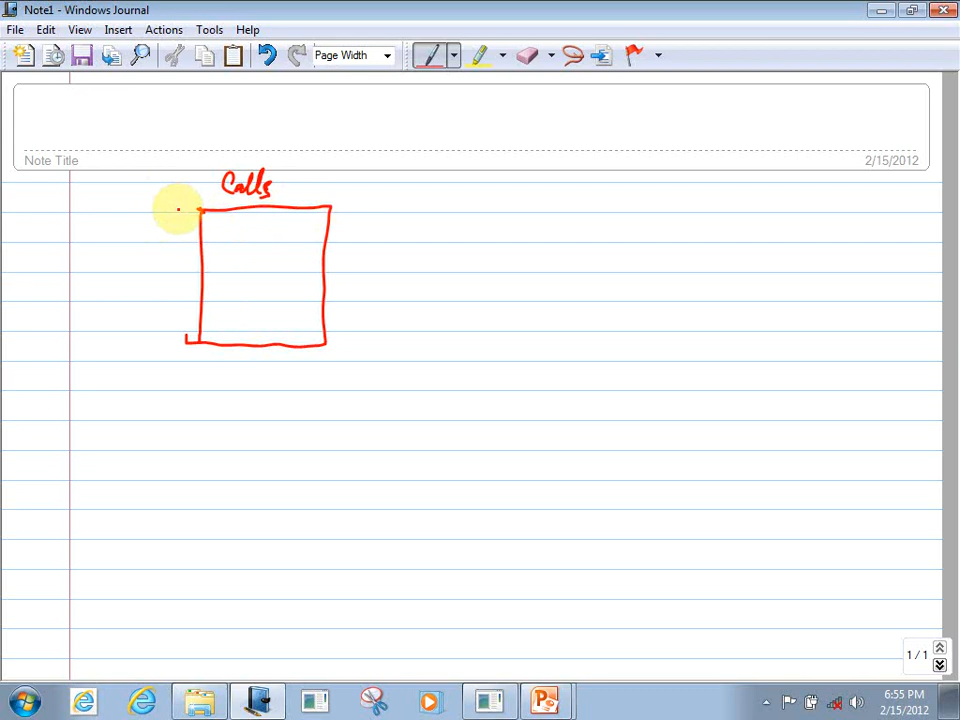 Note1 - Windows Journal
File Edit View Insert Actions Tools Help
Page Width
Note Title 2/15/2012
Calls
1 / 1
6:55 PM
2/15/2012